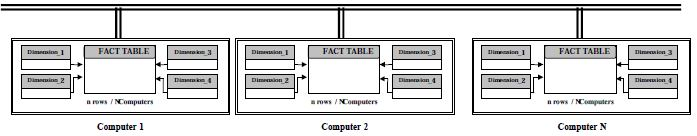 Dimension_1 FACT TABLE Dimension_3 Dimension_1 FACT TABLE Dimension_3 Dimension_1 FACT TABLE Dimension_3
Dimension_2 Dimension_4 Dimension_2 Dimension_4 Dimension_2 Dimension_4
n rows / NComputers n rows / NComputers n rows / NComputers
Computer 1 Computer 2 Computer N